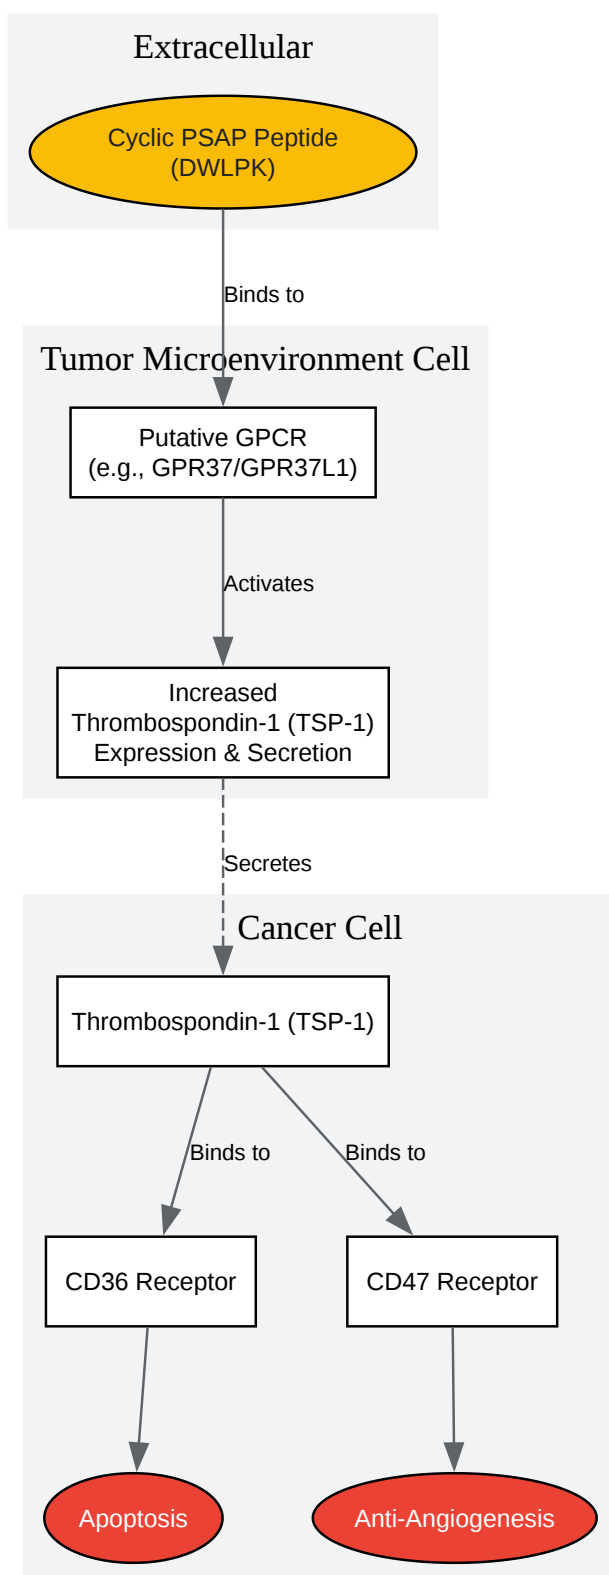 Extracellular
Cyclic PSAP Peptide
(DWLPK)
Binds to
Tumor Microenvironment Cell
Putative GPCR
(e.g., GPR37/GPR37L1)
Activates
Increased
Thrombospondin-1 (TSP-1)
Expression & Secretion
Secretes
Cancer Cell
Thrombospondin-1 (TSP-1)
Binds to
Binds to
CD36 Receptor
CD47 Receptor
Apoptosis
Anti-Angiogenesis